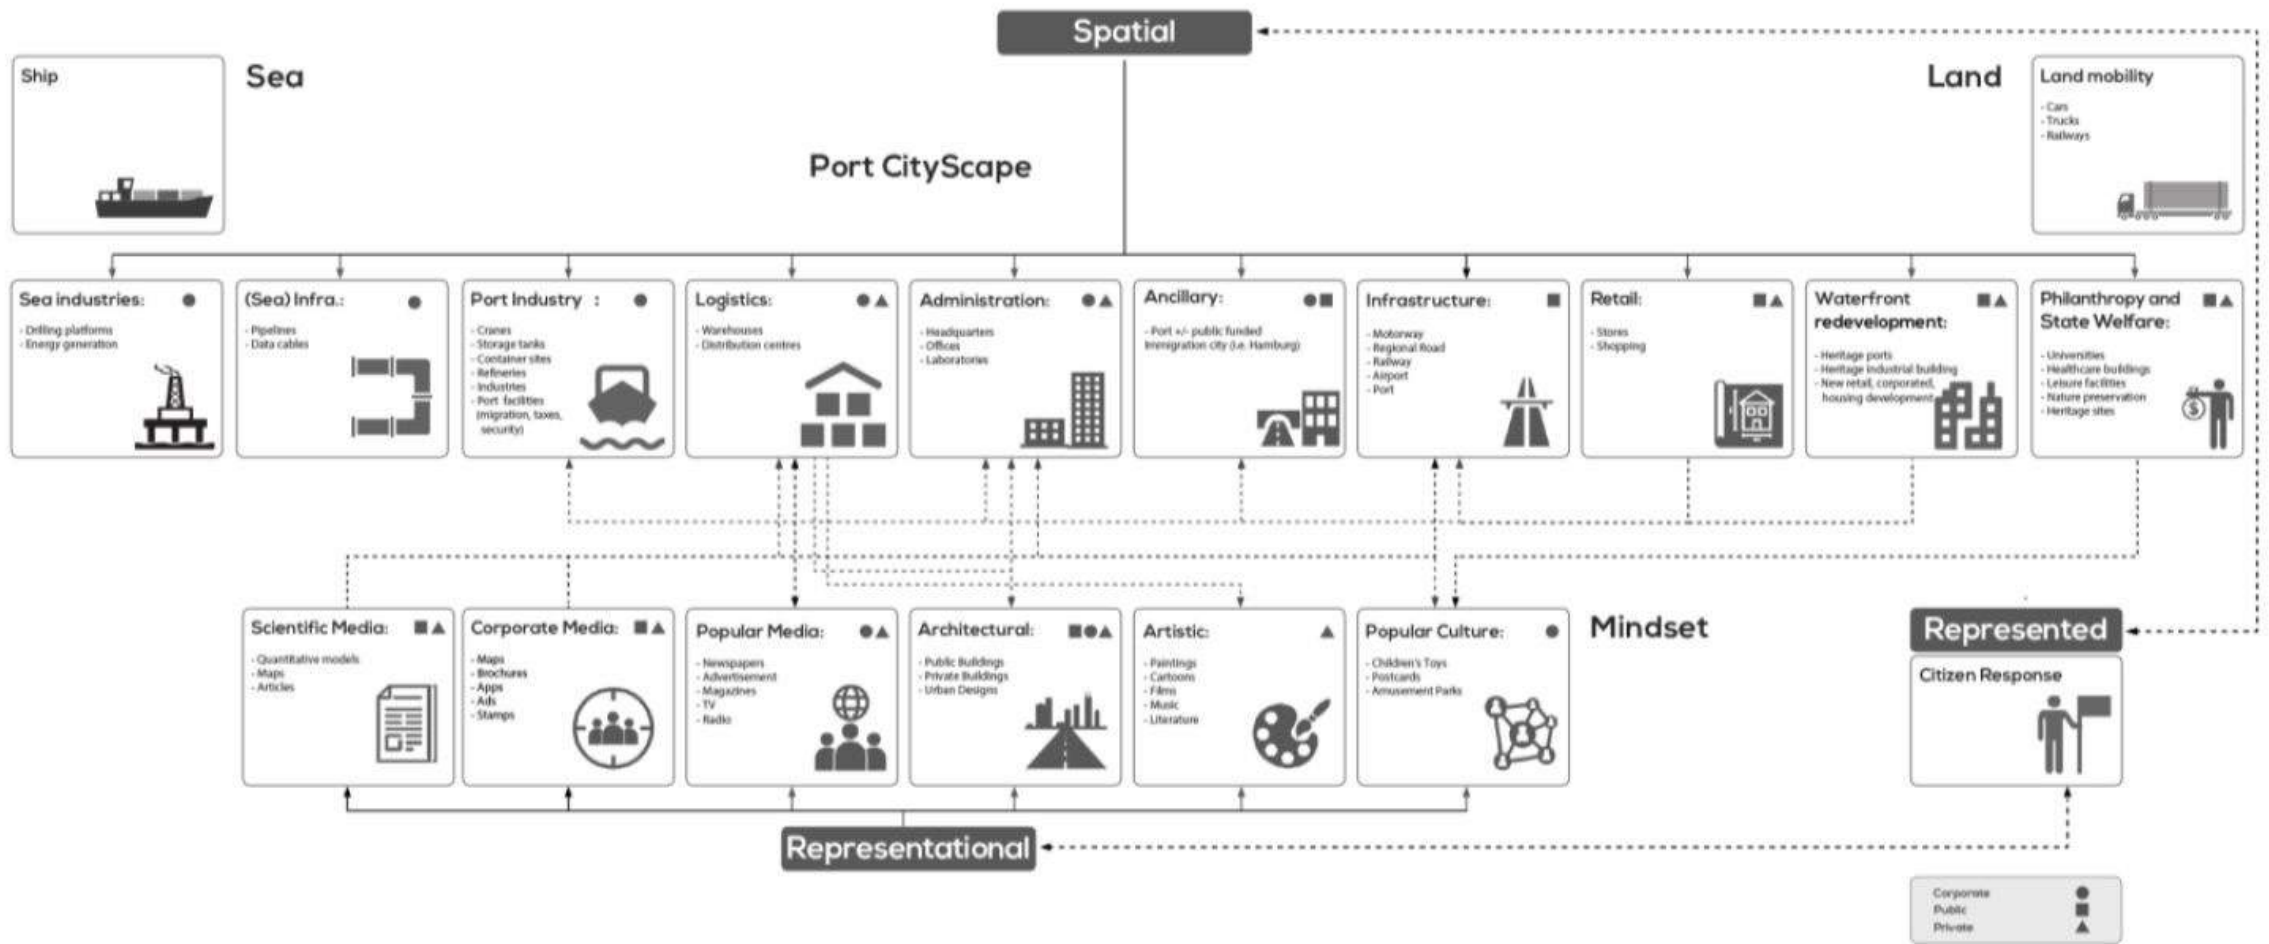 Spatial
Ship
Sea
Land
Land mobility
- Cars
- Trucks
- Railways
Port CityScape
Sea industries:
- Drilling platforms
- Energy generation
(Sea) Infra.:
- Pipelines
- Data cables
Port Industry :
- Cranes
- Storage tanks
- Container sites
- Refineries
- Industries
- Port facilities
(migration, taxes,
security)
Logistics:
- Warehouses
- Distribution centres
Administration:
- Headquarters
- Offices
- Laboratories
Ancillary:
- Port +/- public funded
Immigration city (i.e. Hamburg)
Infrastructure:
- Motorway
- Regional Road
- Railway
- Airport
- Port
Retail:
- Stores
- Shopping
Waterfront
redevelopment:
- Heritage ports
- Heritage industrial building
- New retail, corporated,
housing development
Philanthropy and
State Welfare:
- Universities
- Healthcare buildings
- Leisure facilities
- Nature preservation
- Heritage sites
Scientific Media:
- Quantitative models
- Maps
- Articles
Corporate Media:
- Maps
- Brochures
- Apps
- Ads
- Stamps
Popular Media:
- Newspapers
- Advertisement
- Magazines
- TV
- Radio
Architectural:
- Public Buildings
- Private Buildings
- Urban Designs
Artistic:
- Paintings
- Cartoons
- Films
- Music
- Literature
Popular Culture:
- Children's Toys
- Postcards
- Amusement Parks
Mindset
Represented
Citizen Response
Representational
Corporate
Public
Private